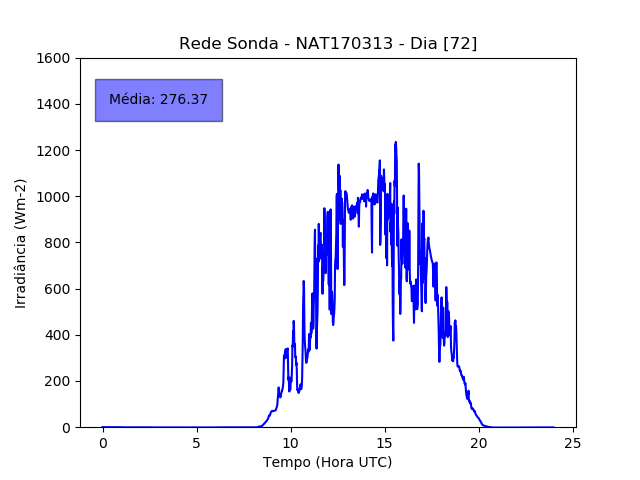 Rede Sonda - NAT170313 - Dia [72]
1600
1400
1200
1000
800
600
400
200
0
Média: 276.37
Irradiância (Wm-2)
0 5 10 15 20 25
Tempo (Hora UTC)